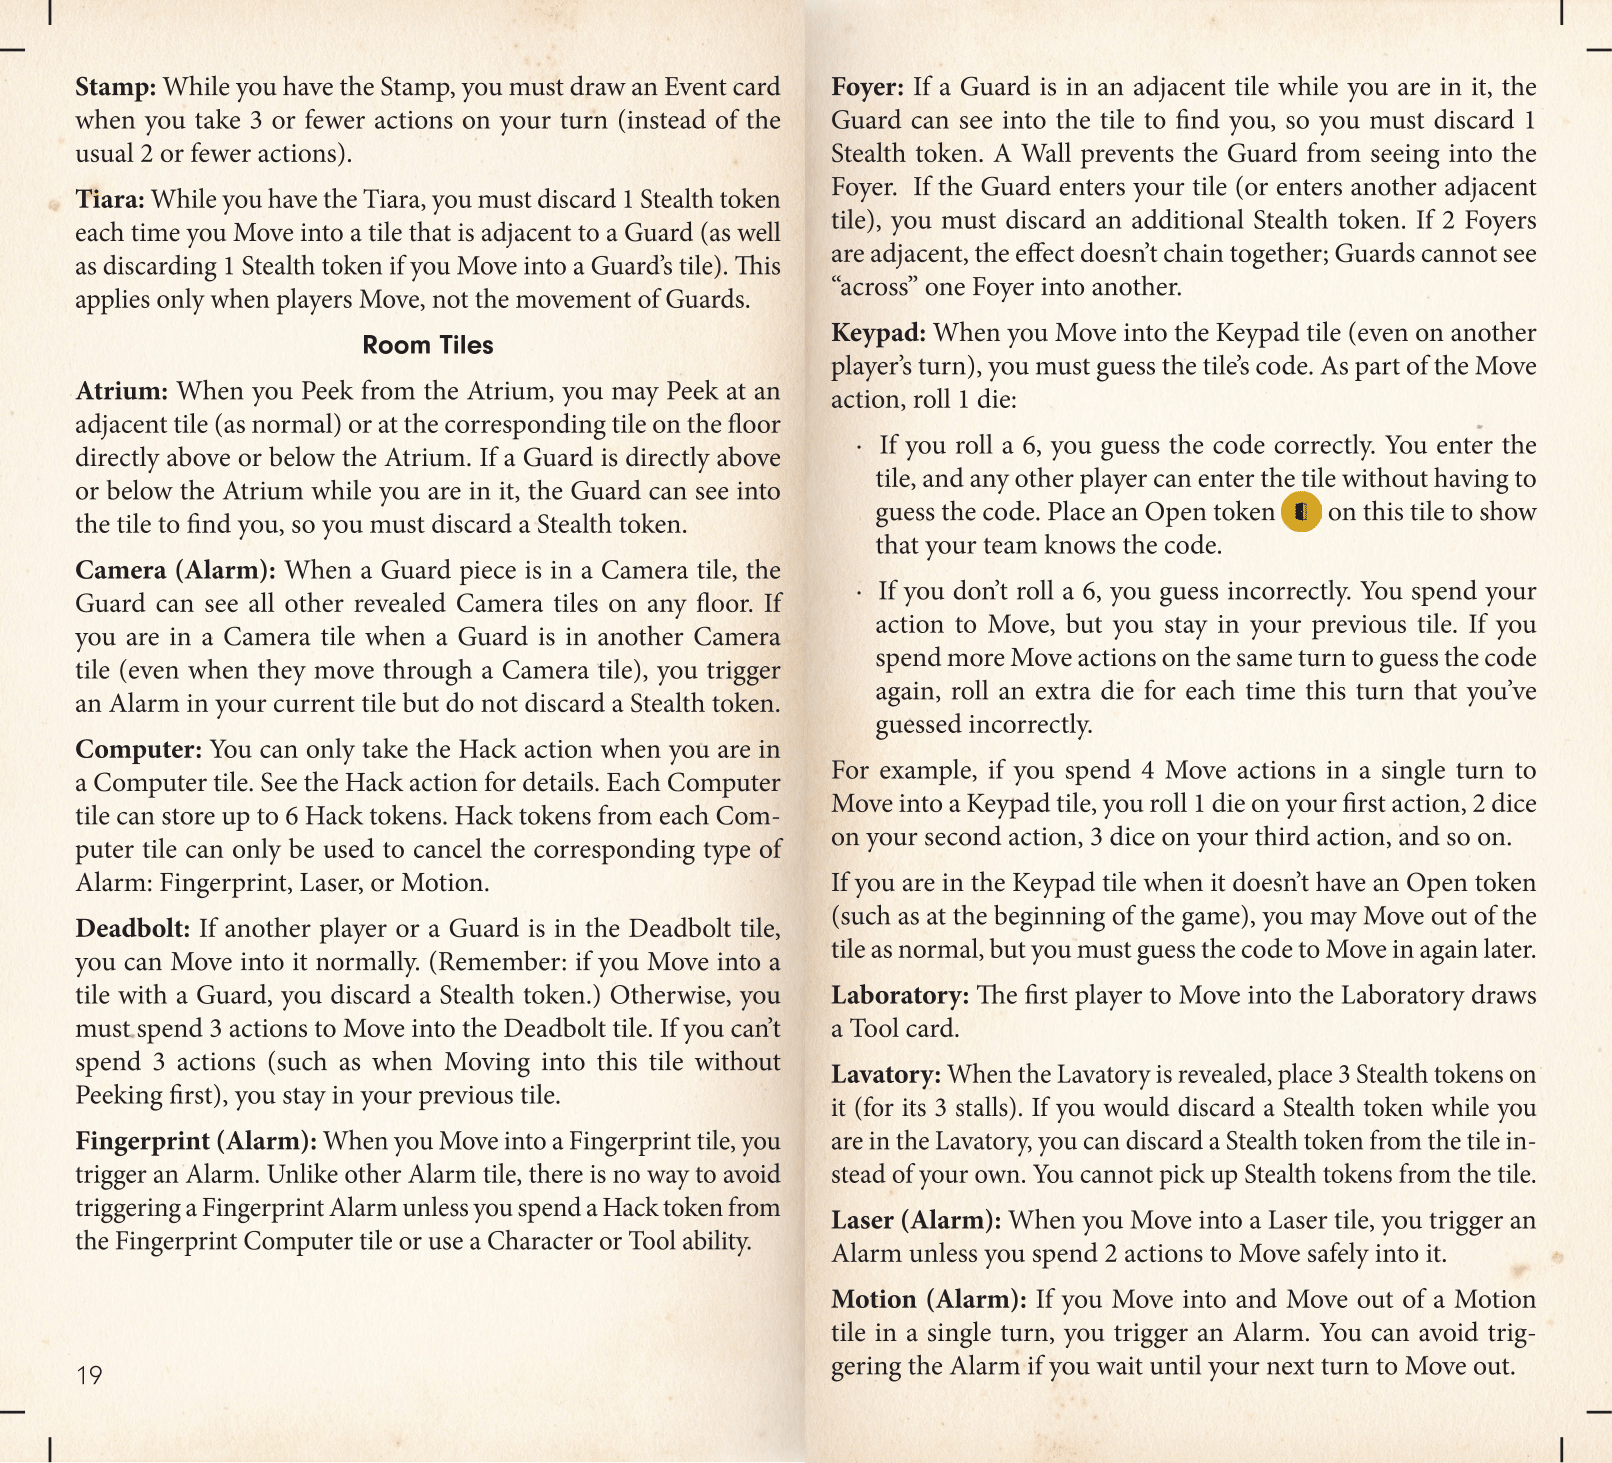 Stamp: While you have the Stamp, you must draw an Event card
when you take 3 or fewer actions on your turn (instead of the
usual 2 or fewer actions).
Tiara: While you have the Tiara, you must discard 1 Stealth token
each time you Move into a tile that is adjacent to a Guard (as well
as discarding 1 Stealth token if you Move into a Guard's tile). This
applies only when players Move, not the movement of Guards.
Room Tiles
Atrium: When you Peek from the Atrium, you may Peek at an
adjacent tile (as normal) or at the corresponding tile on the floor
directly above or below the Atrium. If a Guard is directly above
or below the Atrium while you are in it, the Guard can see into
the tile to find you, so you must discard a Stealth token.
Camera (Alarm): When a Guard piece is in a Camera tile, the
Guard can see all other revealed Camera tiles on any floor. If
you are in a Camera tile when a Guard is in another Camera
tile (even when they move through a Camera tile), you trigger
an Alarm in your current tile but do not discard a Stealth token.
Computer: You can only take the Hack action when you are in
a Computer tile. See the Hack action for details. Each Computer
tile can store up to 6 Hack tokens. Hack tokens from each Com-
puter tile can only be used to cancel the corresponding type of
Alarm: Fingerprint, Laser, or Motion.
Deadbolt: If another player or a Guard is in the Deadbolt tile,
you can Move into it normally. (Remember: if you Move into a
tile with a Guard, you discard a Stealth token.) Otherwise, you
must spend 3 actions to Move into the Deadbolt tile. If you can't
spend 3 actions (such as when Moving into this tile without
Peeking first), you stay in your previous tile.
Fingerprint (Alarm): When you Move into a Fingerprint tile, you
trigger an Alarm. Unlike other Alarm tile, there is no way to avoid
triggering a Fingerprint Alarm unless you spend a Hack token from
the Fingerprint Computer tile or use a Character or Tool ability.
19
Foyer: If a Guard is in an adjacent tile while you are in it, the
Guard can see into the tile to find you, so you must discard 1
Stealth token. A Wall prevents the Guard from seeing into the
Foyer. If the Guard enters your tile (or enters another adjacent
tile), you must discard an additional Stealth token. If 2 Foyers
are adjacent, the effect doesn't chain together; Guards cannot see
“across” one Foyer into another.
Keypad: When you Move into the Keypad tile (even on another
player's turn), you must guess the tile's code. As part of the Move
action, roll 1 die:
· If you roll a 6, you guess the code correctly. You enter the
tile, and any other player can enter the tile without having to
guess the code. Place an Open token on this tile to show
that your team knows the code.
· If you don't roll a 6, you guess incorrectly. You spend your
action to Move, but you stay in your previous tile. If you
spend more Move actions on the same turn to guess the code
again, roll an extra die for each time this turn that you've
guessed incorrectly.
For example, if you spend 4 Move actions in a single turn to
Move into a Keypad tile, you roll 1 die on your first action, 2 dice
on your second action, 3 dice on your third action, and so on.
If you are in the Keypad tile when it doesn't have an Open token
(such as at the beginning of the game), you may Move out of the
tile as normal, but you must guess the code to Move in again later.
Laboratory: The first player to Move into the Laboratory draws
a Tool card.
Lavatory: When the Lavatory is revealed, place 3 Stealth tokens on
it (for its 3 stalls). If you would discard a Stealth token while you
are in the Lavatory, you can discard a Stealth token from the tile in-
stead of your own. You cannot pick up Stealth tokens from the tile.
Laser (Alarm): When you Move into a Laser tile, you trigger an
Alarm unless you spend 2 actions to Move safely into it.
Motion (Alarm): If you Move into and Move out of a Motion
tile in a single turn, you trigger an Alarm. You can avoid trig-
gering the Alarm if you wait until your next turn to Move out.